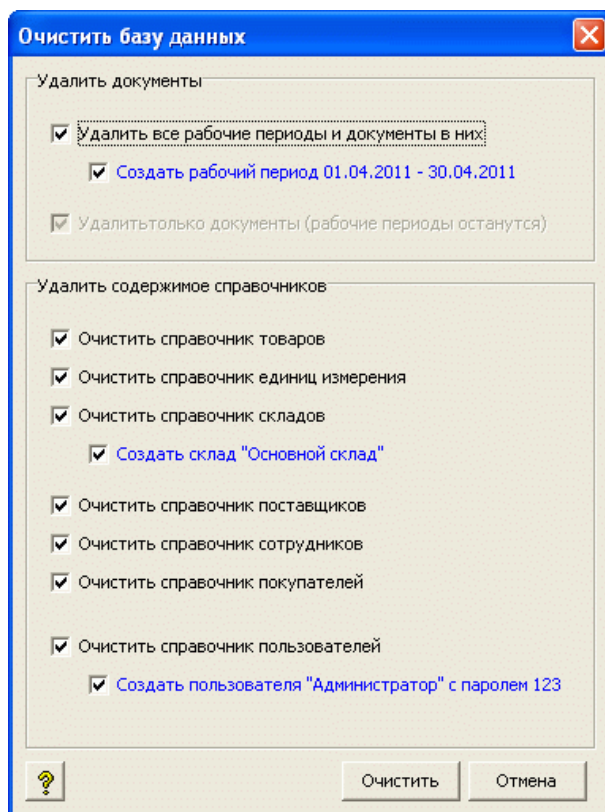 Очистить базу данных
Удалить документы
Удалить все рабочие периоды и документы в них
Создать рабочий период 01.04.2011 - 30.04.2011
Удалитьтолько документы (рабочие периоды останутся)
Удалить содержимое справочников
Очистить справочник товаров
Очистить справочник единиц измерения
Очистить справочник складов
Создать склад "Основной склад"
Очистить справочник поставщиков
Очистить справочник сотрудников
Очистить справочник покупателей
Очистить справочник пользователей
Создать пользователя "Администратор" с паролем 123
? Очистить Отмена